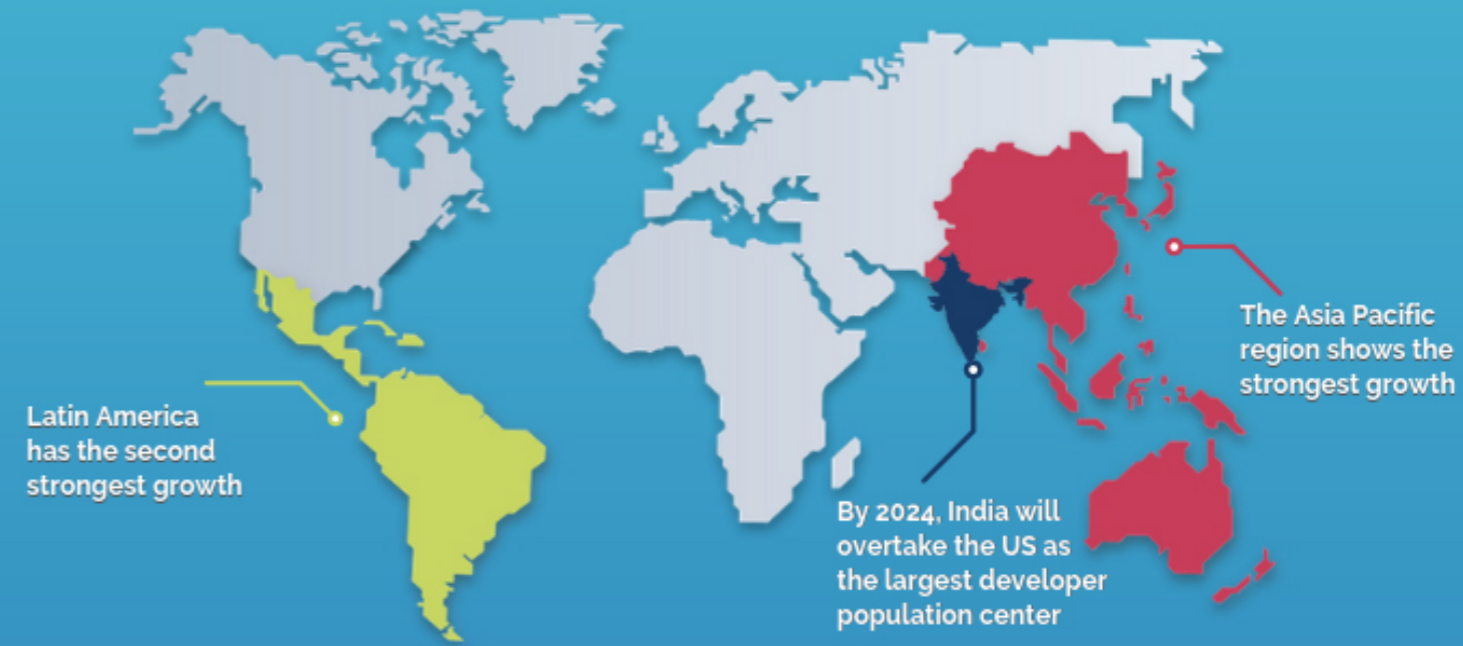 Latin America
has the second
strongest growth
By 2024, India will
overtake the US as
the largest developer
population center
The Asia Pacific
region shows the
strongest growth